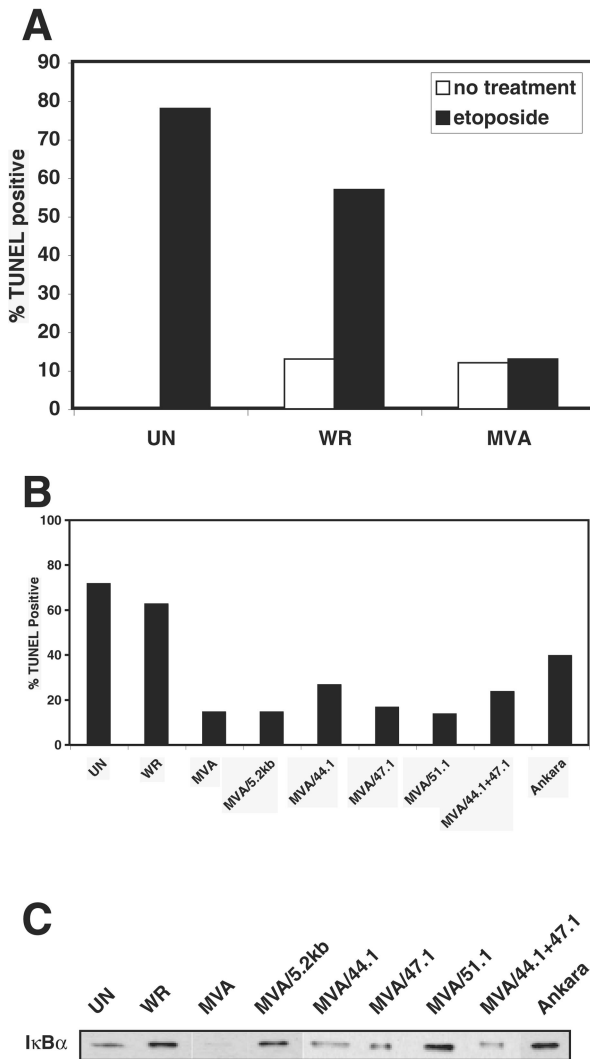 A
% TUNEL positive
90
80
70
60
50
40
30
20
10
0
no treatment
etoposide
UN WR MVA
B
% TUNEL Positive
100
80
60
40
20
0
UN WR MVA MVA/5.2kb MVA/44.1 MVA/47.1 MVA/51.1 MVA/44.1+47.1 Ankara
C
UN WR MVA MVA/5.2kb MVA/44.1 MVA/47.1 MVA/51.1 MVA/44.1+47.1 Ankara
IκBα